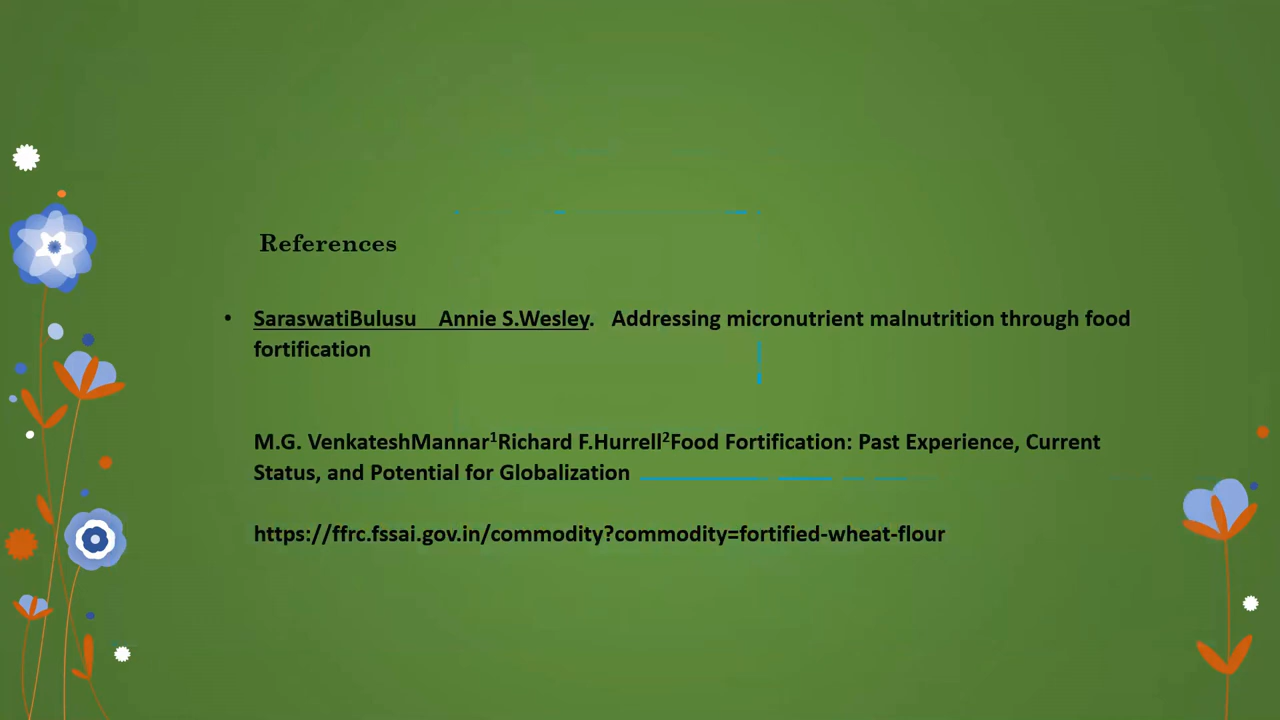 References
• SaraswatiBulusu Annie S.Wesley. Addressing micronutrient malnutrition through food
fortification
M.G. VenkateshMannar¹Richard F.Hurrell²Food Fortification: Past Experience, Current
Status, and Potential for Globalization
https://ffrc.fssai.gov.in/commodity?commodity=fortified-wheat-flour